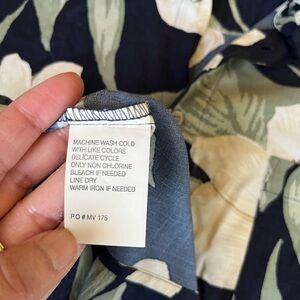 MACHINE WASH COLD
WITH LIKE COLORS
DELICATE CYCLE
ONLY NON CHLORINE
BLEACH IF NEEDED
LINE DRY
WARM IRON IF NEEDED
P.O # MV 175